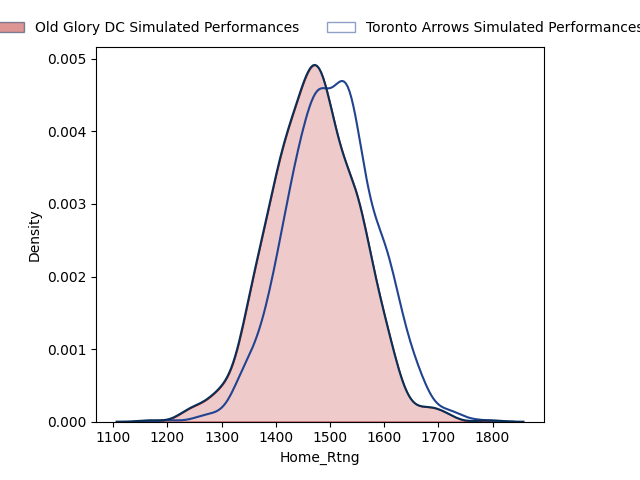 Old Glory DC Simulated Performances Toronto Arrows Simulated Performances
0.005
0.004
0.003
0.002
0.001
0.000
Density
1100 1200 1300 1400 1500 1600 1700 1800
Home_Rtng